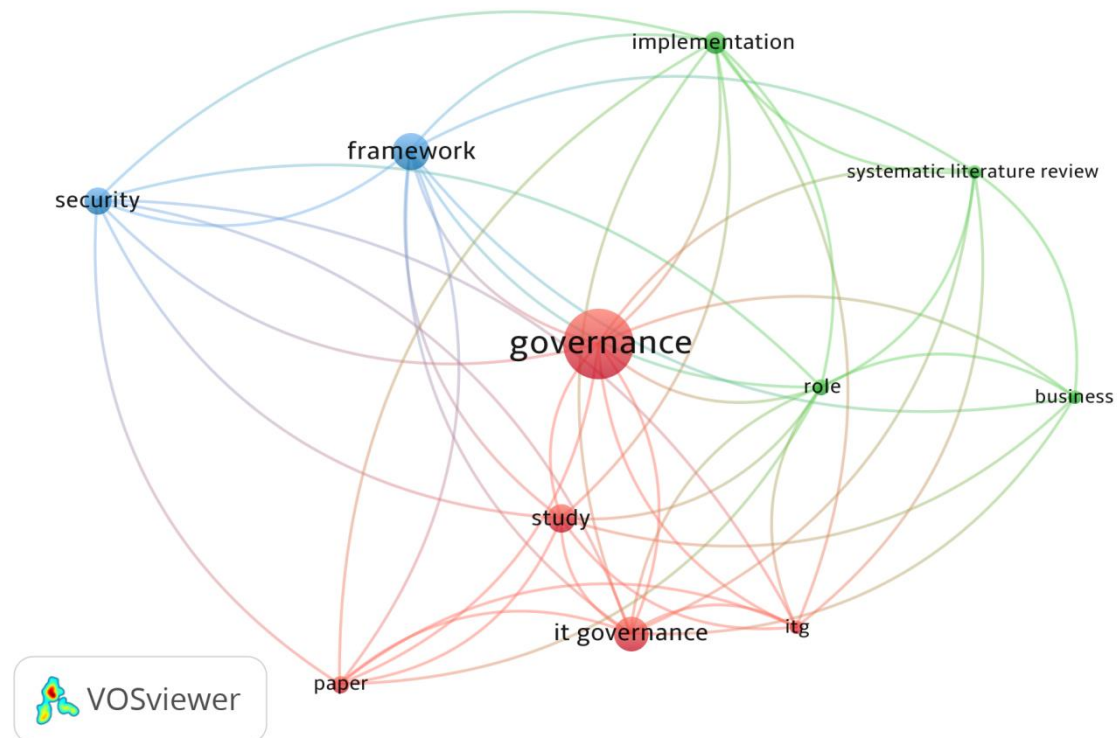 implementation
framework
systematic literature review
security
governance
role
business
study
it governance
itg
paper
VOSviewer